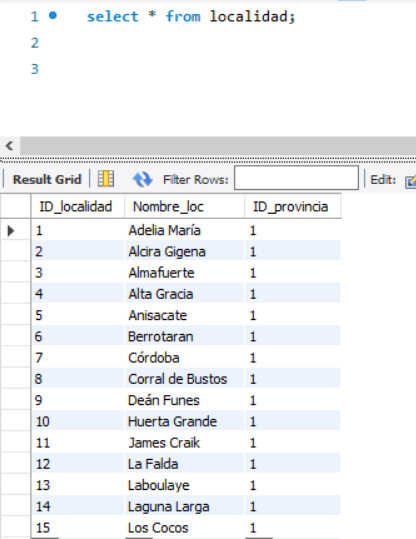 1 select * from localidad;
2
3
Result Grid Filter Rows: Edit:
ID_localidad Nombre_loc ID_provincia
1 Adelia María 1
2 Alcira Gigena 1
3 Almafuerte 1
4 Alta Gracia 1
5 Anisacate 1
6 Berrotaran 1
7 Córdoba 1
8 Corral de Bustos 1
9 Deán Funes 1
10 Huerta Grande 1
11 James Craik 1
12 La Falda 1
13 Laboulaye 1
14 Laguna Larga 1
15 Los Cocos 1